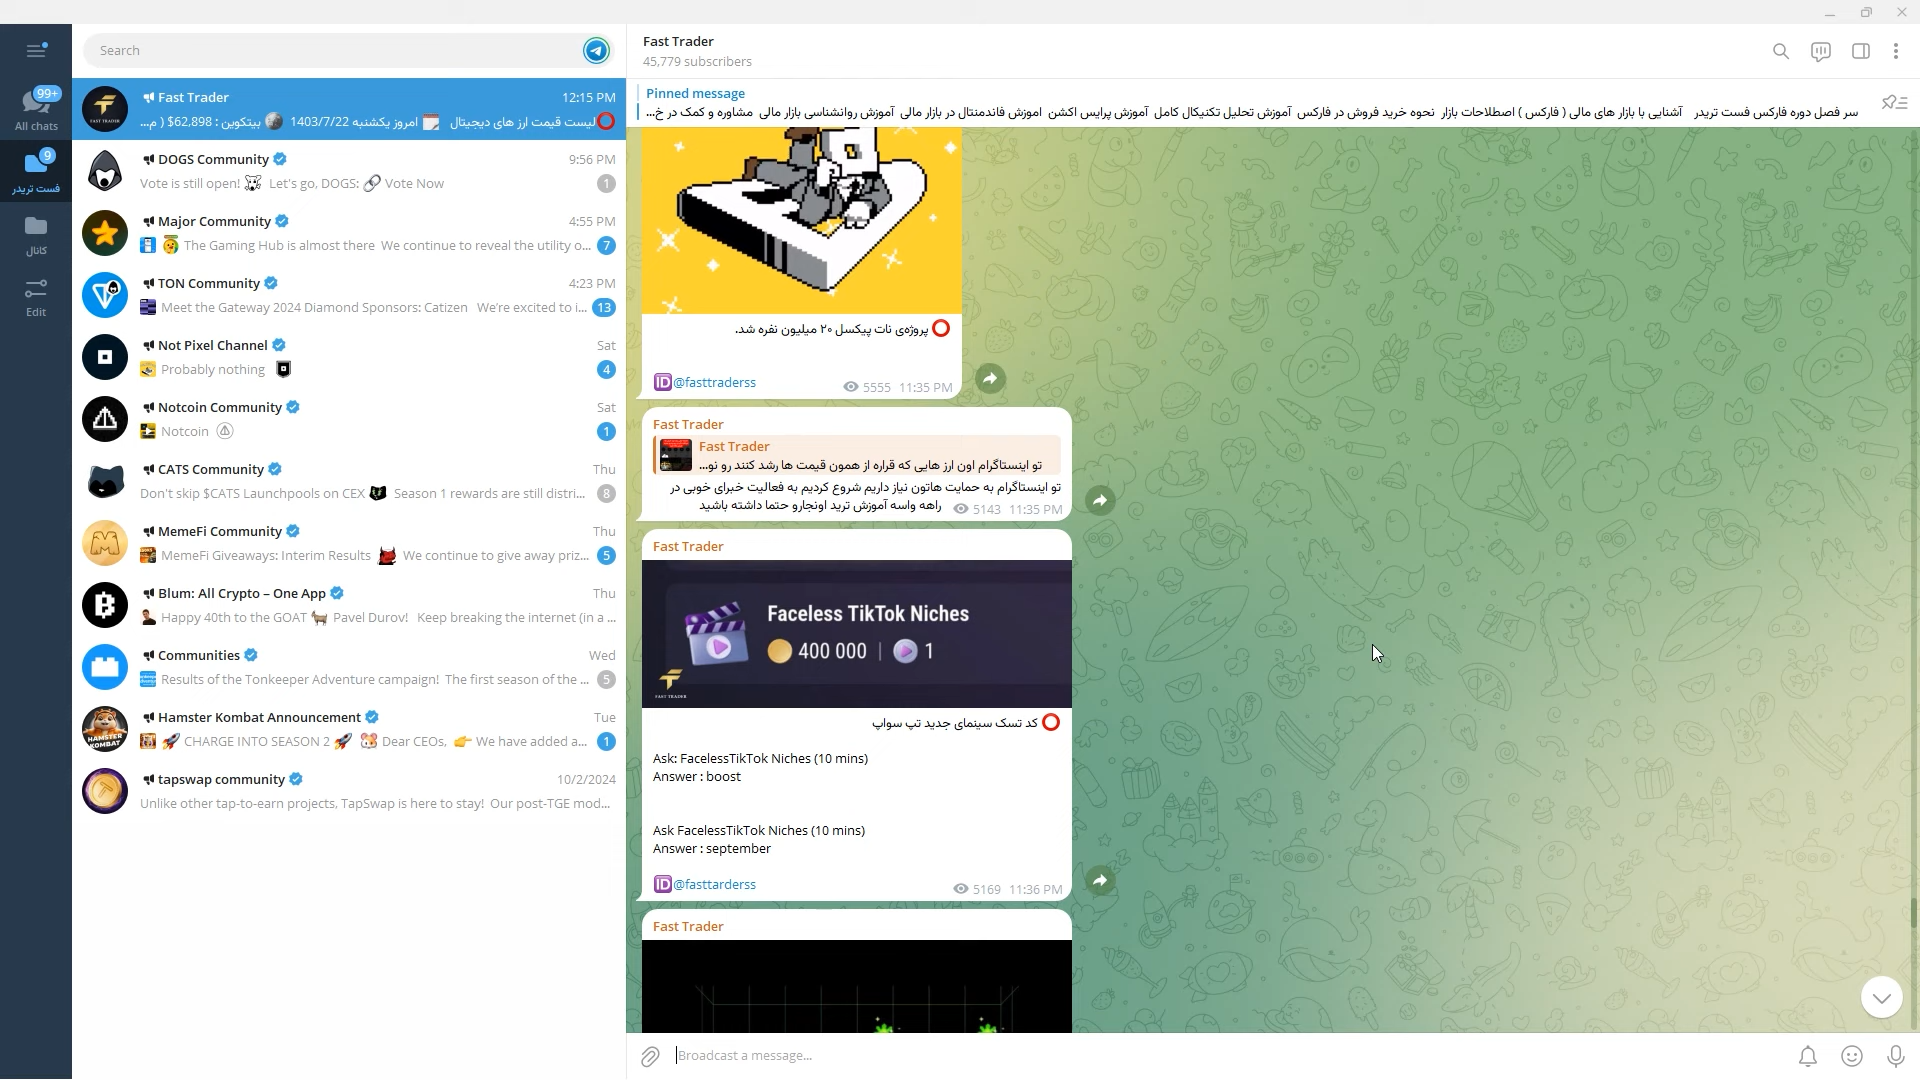 Search
99+
All chats
9
فست تریدر
کانال
Edit
Fast Trader
12:15 PM
لیست قیمت ارز های دیجیتال امروز یکشنبه 1403/7/22 بیتکوین : 62,898$ ( م...
DOGS Community
9:56 PM
Vote is still open! Let's go, DOGS: Vote Now
1
Major Community
4:55 PM
The Gaming Hub is almost there We continue to reveal the utility o...
7
TON Community
4:23 PM
Meet the Gateway 2024 Diamond Sponsors: Catizen We're excited to i...
13
Not Pixel Channel
Sat
Probably nothing
4
Notcoin Community
Sat
Notcoin
1
CATS Community
Thu
Don't skip $CATS Launchpools on CEX Season 1 rewards are still distri...
8
MemeFi Community
Thu
MemeFi Giveaways: Interim Results We continue to give away priz...
5
Blum: All Crypto – One App
Thu
Happy 40th to the GOAT Pavel Durov! Keep breaking the internet (in a ...
Communities
Wed
Results of the Tonkeeper Adventure campaign! The first season of the ...
5
Hamster Kombat Announcement
Tue
CHARGE INTO SEASON 2 Dear CEOs, We have added a...
1
tapswap community
10/2/2024
Unlike other tap-to-earn projects, TapSwap is here to stay! Our post-TGE mod...
Fast Trader
45,779 subscribers
Pinned message
سر فصل دوره فارکس فست تریدر آشنایی با بازار های مالی ( فارکس ) اصطلاحات بازار نحوه خرید فروش در فارکس آموزش تحلیل تکنیکال کامل آموزش پرایس اکشن اموزش فاندمنتال در بازار مالی آموزش روانشناسی بازار مالی مشاوره و کمک در خ...
پروژه‌ی نات پیکسل ۲۰ میلیون نفره شد.
ID @fasttraderss
5555 11:35 PM
Fast Trader
Fast Trader
تو اینستاگرام اون ارز هایی که قراره از همون قیمت ها رشد کنند رو نو...
تو اینستاگرام به حمایت هاتون نیاز داریم شروع کردیم به فعالیت خبرای خوبی در
راهه واسه آموزش ترید اونجارو حتما داشته باشید
5143 11:35 PM
Fast Trader
Faceless TikTok Niches
400 000 | 1
FAST TRADER
کد تسک سینمای جدید تپ سواپ
Ask: FacelessTikTok Niches (10 mins)
Answer : boost
Ask FacelessTikTok Niches (10 mins)
Answer : september
ID @fasttarderss
5169 11:36 PM
Fast Trader
Broadcast a message...